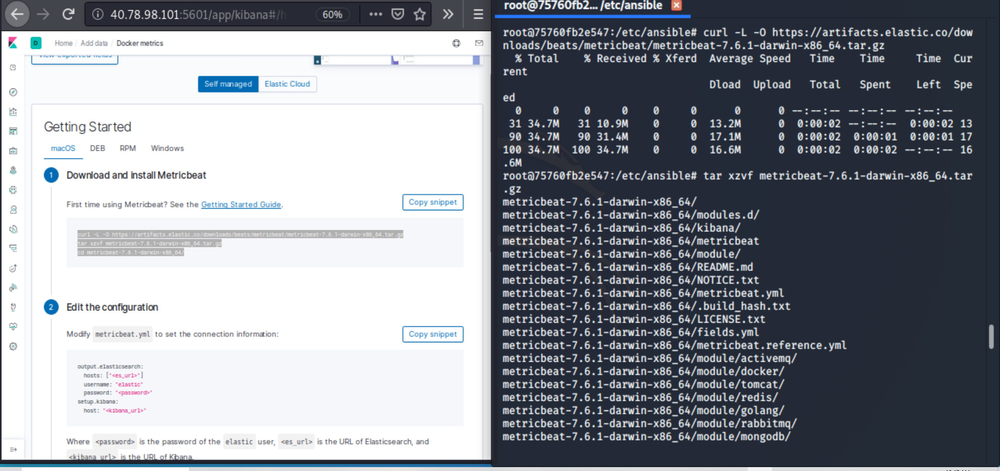 40.78.98.101:5601/app/kibana#/h
60%
D
Home / Add data / Docker metrics
View exported fields
Self managed
Elastic Cloud
Getting Started
macOS
DEB
RPM
Windows
1
Download and install Metricbeat
First time using Metricbeat? See the Getting Started Guide.
Copy snippet
curl -L -O https://artifacts.elastic.co/downloads/beats/metricbeat/metricbeat-7.6.1-darwin-x86_64.tar.gz
tar xzvf metricbeat-7.6.1-darwin-x86_64.tar.gz
cd metricbeat-7.6.1-darwin-x86_64/
2
Edit the configuration
Modify metricbeat.yml to set the connection information:
Copy snippet
output.elasticsearch:
hosts: ["<es_url>"]
username: "elastic"
password: "<password>"
setup.kibana:
host: "<kibana_url>"
Where <password> is the password of the elastic user, <es_url> is the URL of Elasticsearch, and
<kibana_url> is the URL of Kibana.
root@75760fb2... /etc/ansible
root@75760fb2e547:/etc/ansible# curl -L -O https://artifacts.elastic.co/dow
nloads/beats/metricbeat/metricbeat-7.6.1-darwin-x86_64.tar.gz
% Total % Received % Xferd Average Speed Time Time Time Cur
rent
Dload Upload Total Spent Left Spe
ed
0 0 0 0 0 0 0 0 --:--:-- --:--:-- --:--:--
31 34.7M 31 10.9M 0 0 13.2M 0 0:00:02 --:--:-- 0:00:02 13
90 34.7M 90 31.4M 0 0 17.1M 0 0:00:02 0:00:01 0:00:01 17
100 34.7M 100 34.7M 0 0 16.6M 0 0:00:02 0:00:02 --:--:-- 16
.6M
root@75760fb2e547:/etc/ansible# tar xzvf metricbeat-7.6.1-darwin-x86_64.tar
.gz
metricbeat-7.6.1-darwin-x86_64/
metricbeat-7.6.1-darwin-x86_64/modules.d/
metricbeat-7.6.1-darwin-x86_64/kibana/
metricbeat-7.6.1-darwin-x86_64/metricbeat
metricbeat-7.6.1-darwin-x86_64/module/
metricbeat-7.6.1-darwin-x86_64/README.md
metricbeat-7.6.1-darwin-x86_64/NOTICE.txt
metricbeat-7.6.1-darwin-x86_64/metricbeat.yml
metricbeat-7.6.1-darwin-x86_64/.build_hash.txt
metricbeat-7.6.1-darwin-x86_64/LICENSE.txt
metricbeat-7.6.1-darwin-x86_64/fields.yml
metricbeat-7.6.1-darwin-x86_64/metricbeat.reference.yml
metricbeat-7.6.1-darwin-x86_64/module/activemq/
metricbeat-7.6.1-darwin-x86_64/module/docker/
metricbeat-7.6.1-darwin-x86_64/module/tomcat/
metricbeat-7.6.1-darwin-x86_64/module/redis/
metricbeat-7.6.1-darwin-x86_64/module/golang/
metricbeat-7.6.1-darwin-x86_64/module/rabbitmq/
metricbeat-7.6.1-darwin-x86_64/module/mongodb/